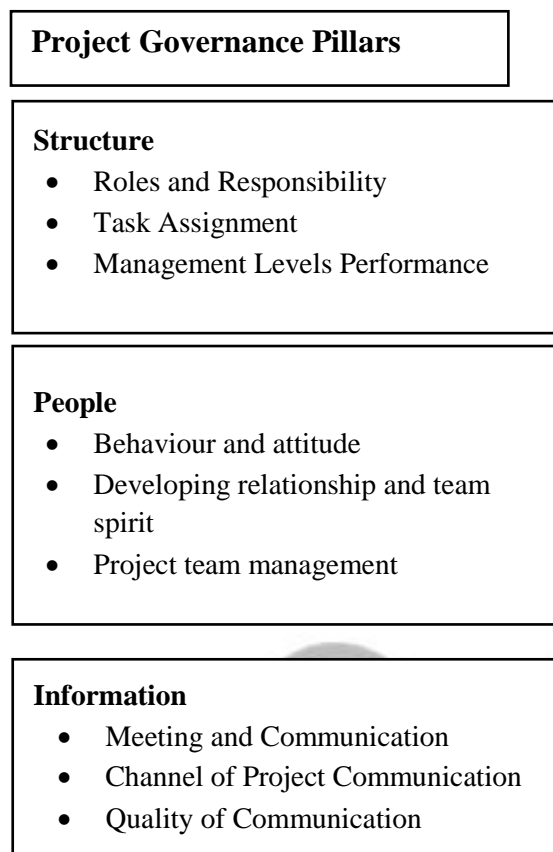 Project Governance Pillars
Structure
• Roles and Responsibility
• Task Assignment
• Management Levels Performance
People
• Behaviour and attitude
• Developing relationship and team
spirit
• Project team management
Information
• Meeting and Communication
• Channel of Project Communication
• Quality of Communication